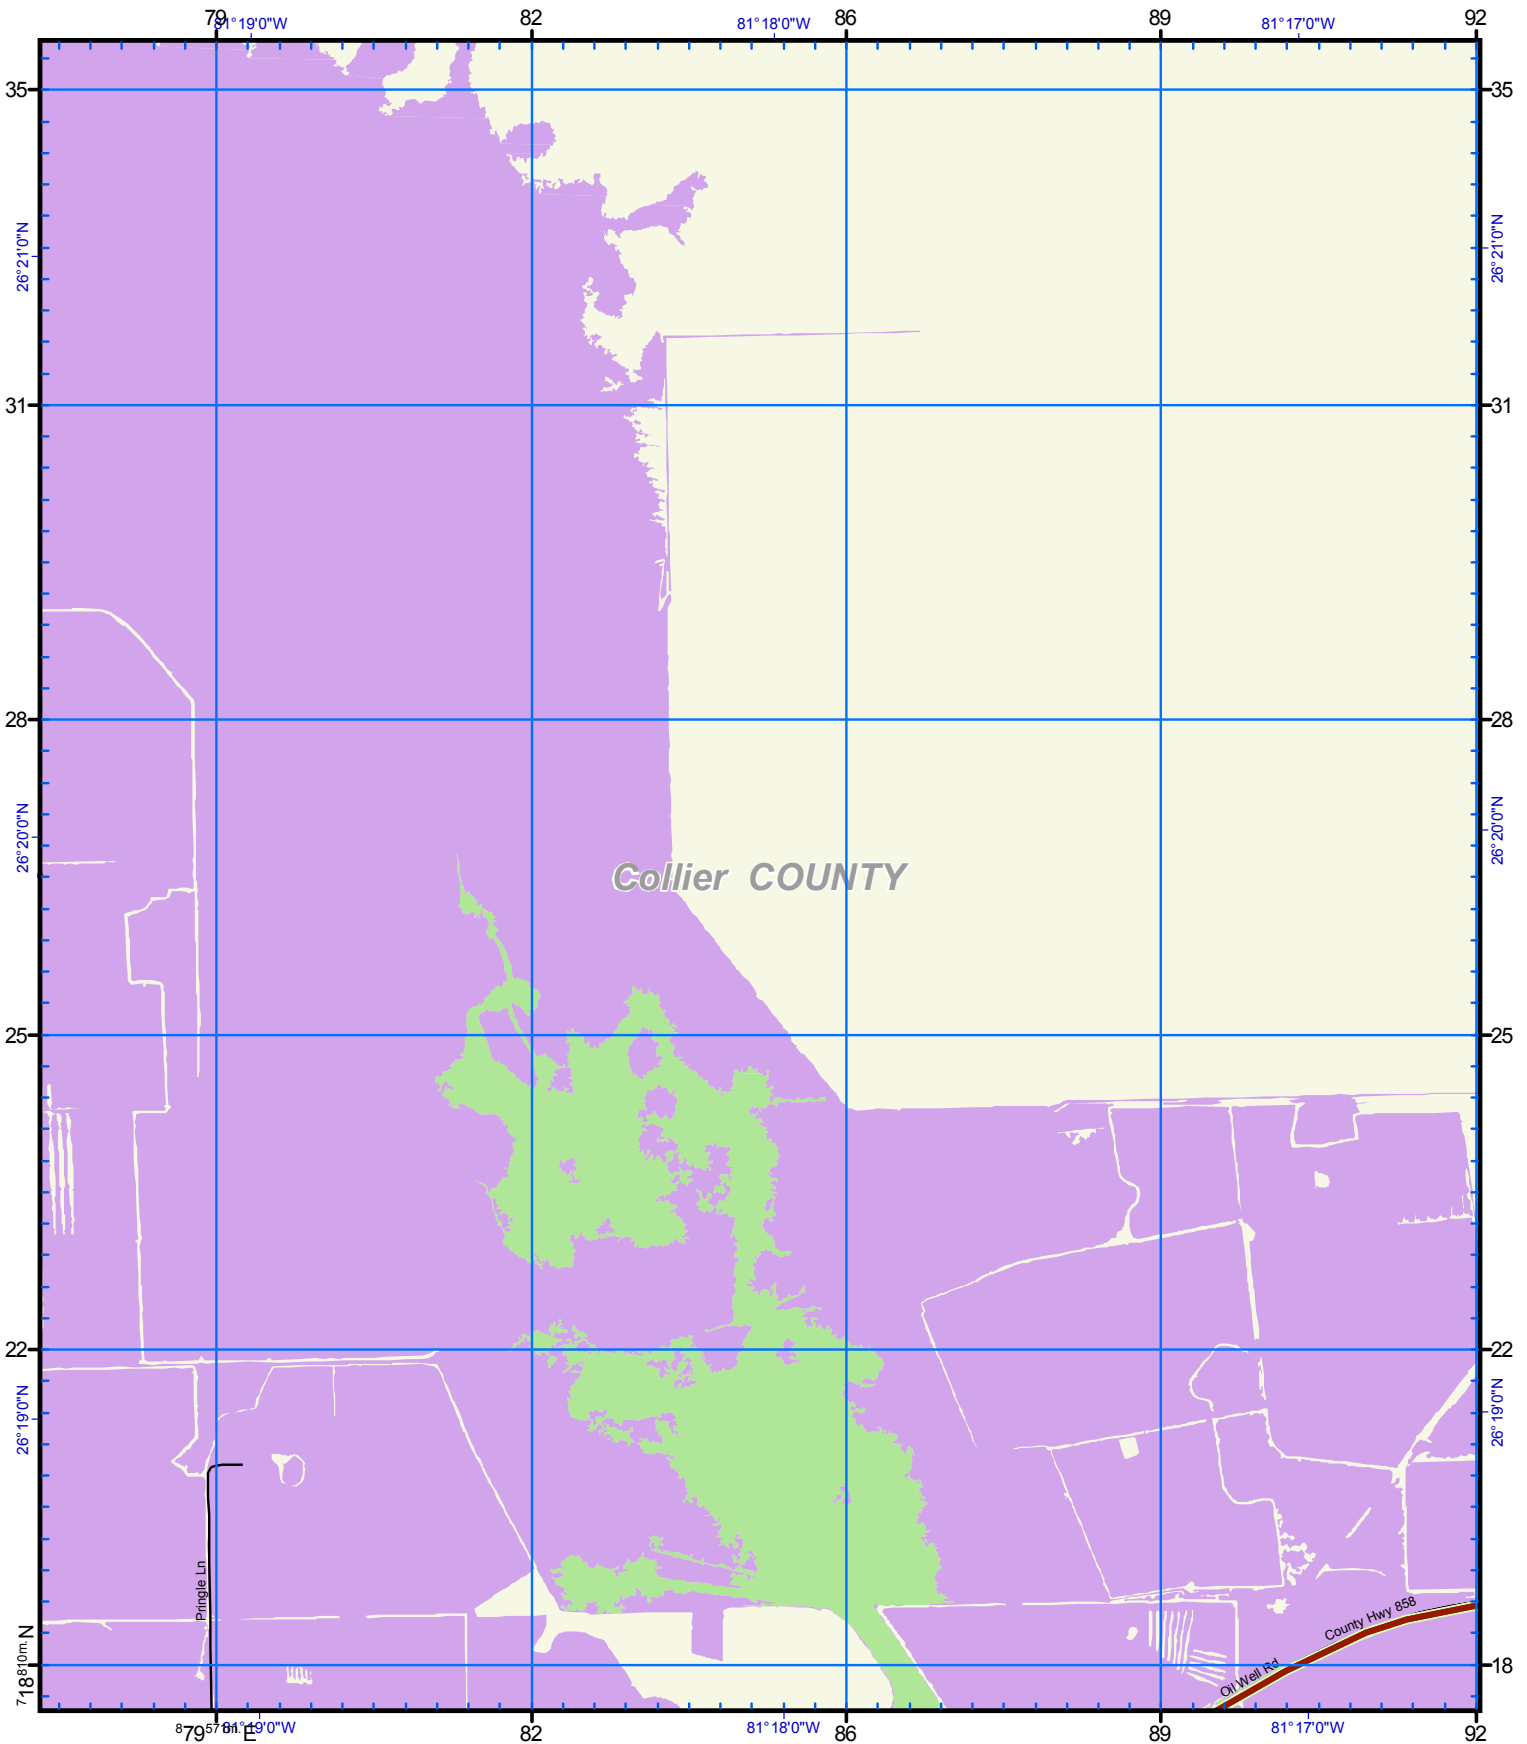 79 82 86 89 92
81°19'0"W 81°18'0"W 81°17'0"W
35 35
26°21'0"N 26°21'0"N
31 31
28 28
26°20'0"N 26°20'0"N
Collier COUNTY
25 25
22 22
26°19'0"N 26°19'0"N
Pringle Ln
County Hwy 858
Oil Well Rd
18 18
79 82 86 89 92
81°18'0"W 81°17'0"W